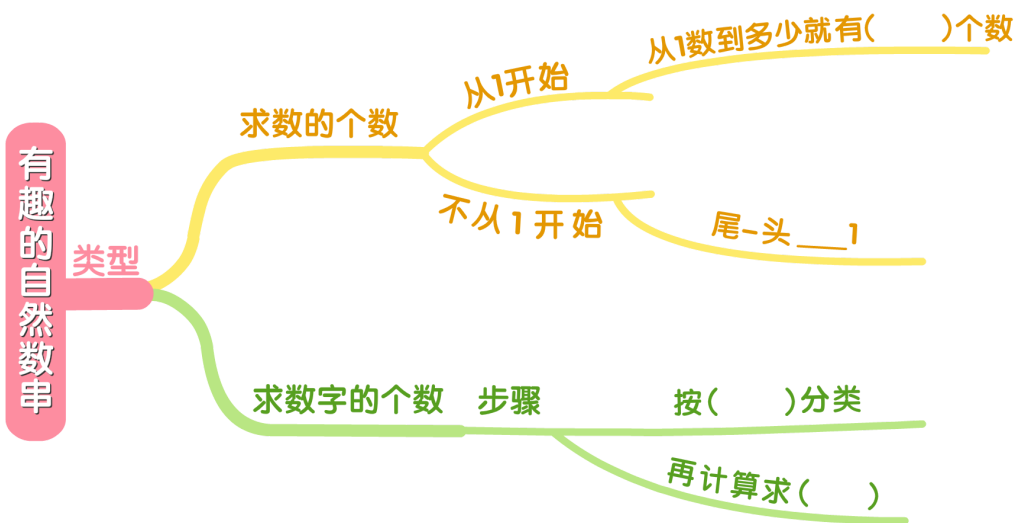 有趣的自然数串
类型
求数的个数
从1开始
从1数到多少就有(    )个数
不从1开始
尾-头___1
求数字的个数
步骤
按(    )分类
再计算求(    )